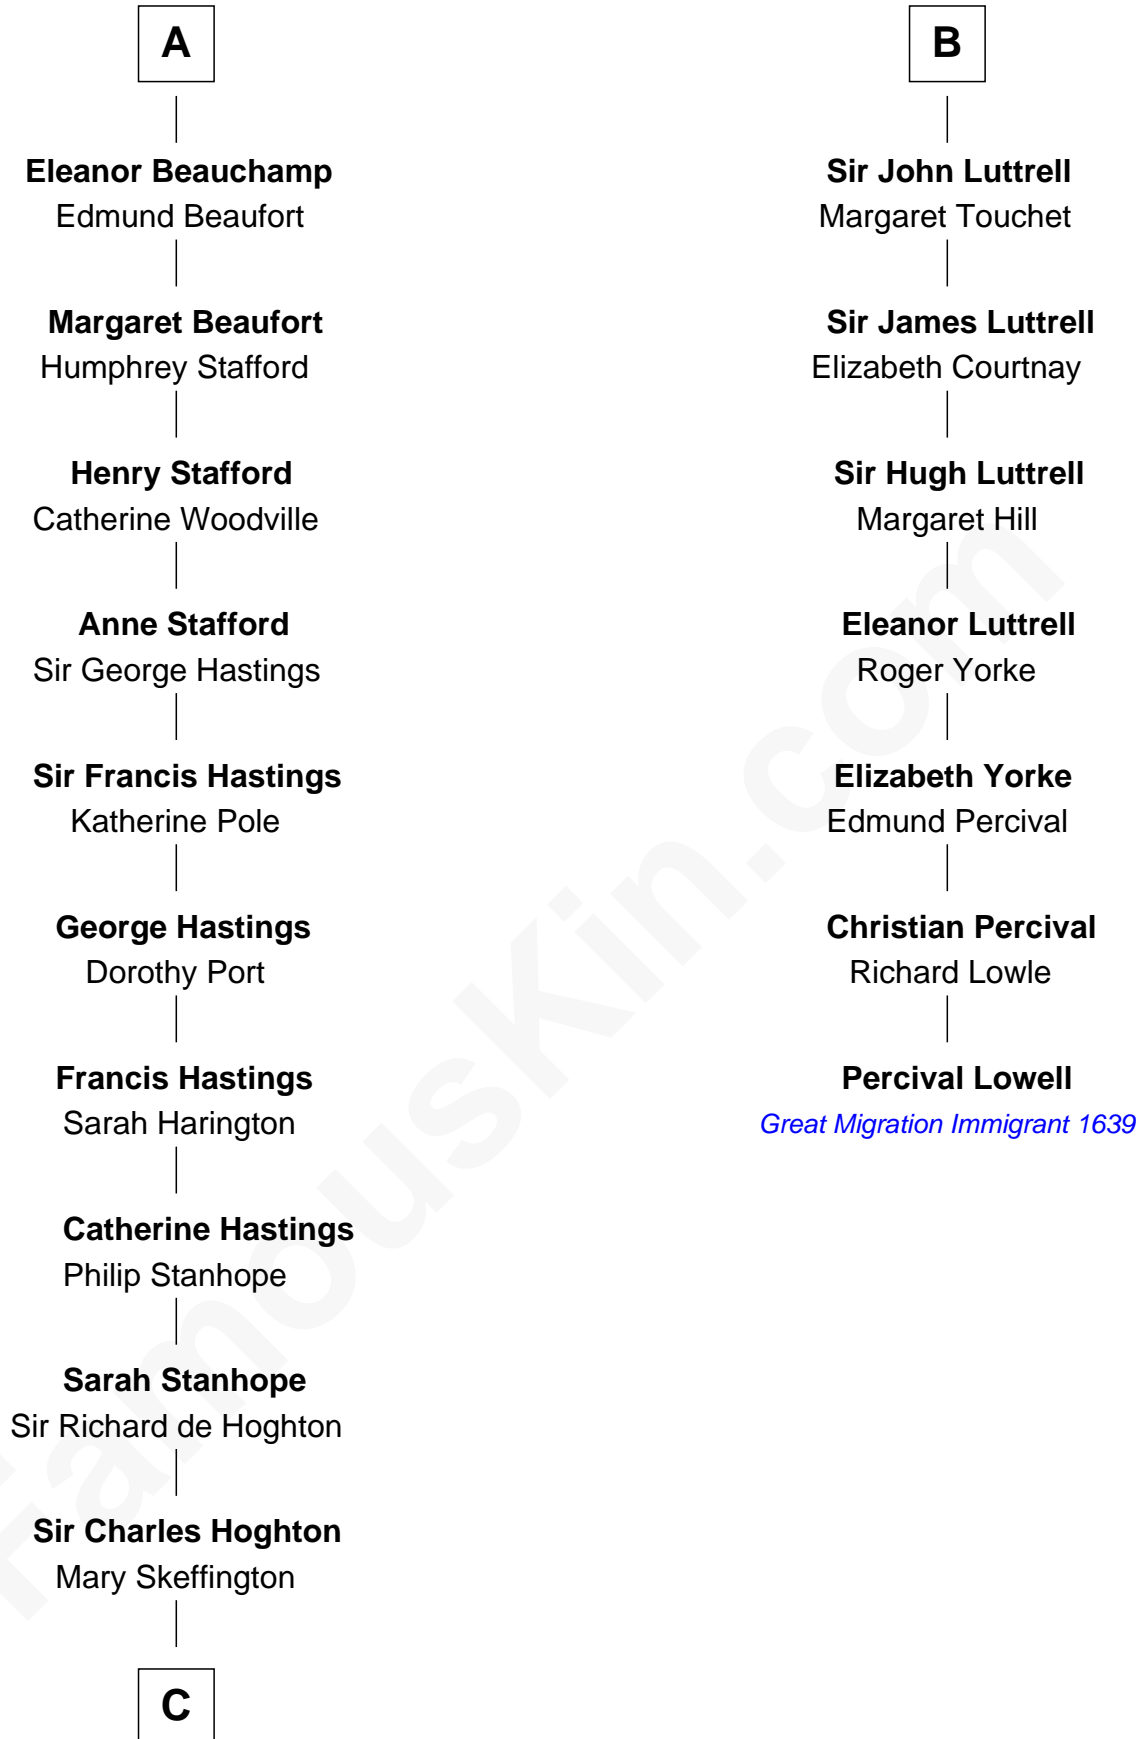 A
Eleanor Beauchamp
Edmund Beaufort
Margaret Beaufort
Humphrey Stafford
Henry Stafford
Catherine Woodville
Anne Stafford
Sir George Hastings
Sir Francis Hastings
Katherine Pole
George Hastings
Dorothy Port
Francis Hastings
Sarah Harington
Catherine Hastings
Philip Stanhope
Sarah Stanhope
Sir Richard de Hoghton
Sir Charles Hoghton
Mary Skeffington
C
B
Sir John Luttrell
Margaret Touchet
Sir James Luttrell
Elizabeth Courtnay
Sir Hugh Luttrell
Margaret Hill
Eleanor Luttrell
Roger Yorke
Elizabeth Yorke
Edmund Percival
Christian Percival
Richard Lowle
Percival Lowell
Great Migration Immigrant 1639
FamousKin.com